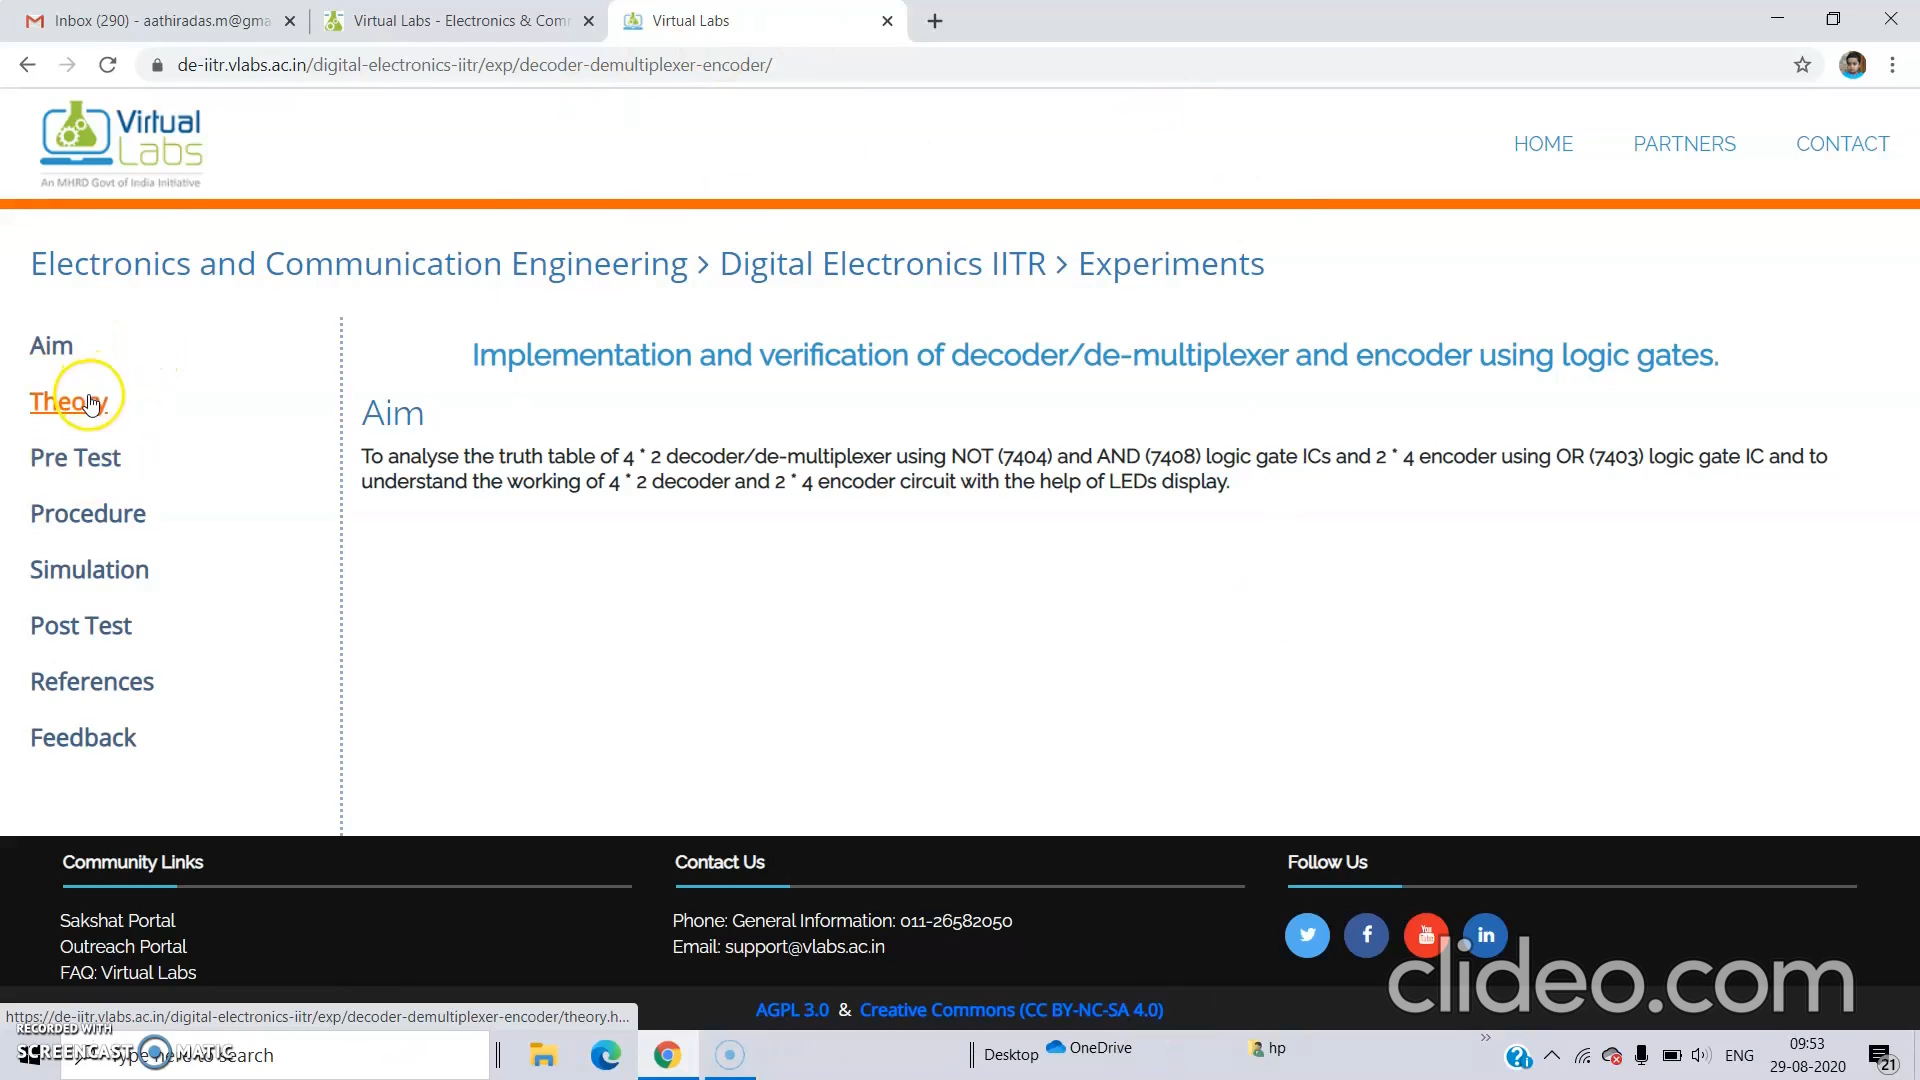 Inbox (290) - aathiradas.m@gma
Virtual Labs - Electronics & Com
Virtual Labs
de-iitr.vlabs.ac.in/digital-electronics-iitr/exp/decoder-demultiplexer-encoder/
Virtual
Labs
An MHRD Govt of India Initiative
HOME
PARTNERS
CONTACT
Electronics and Communication Engineering > Digital Electronics IITR > Experiments
Aim
Theory
Pre Test
Procedure
Simulation
Post Test
References
Feedback
Implementation and verification of decoder/de-multiplexer and encoder using logic gates.
Aim
To analyse the truth table of 4 * 2 decoder/de-multiplexer using NOT (7404) and AND (7408) logic gate ICs and 2 * 4 encoder using OR (7403) logic gate IC and to
understand the working of 4 * 2 decoder and 2 * 4 encoder circuit with the help of LEDs display.
Community Links
Sakshat Portal
Outreach Portal
FAQ: Virtual Labs
Contact Us
Phone: General Information: 011-26582050
Email: support@vlabs.ac.in
Follow Us
You
in
clideo.com
AGPL 3.0 & Creative Commons (CC BY-NC-SA 4.0)
https://de-iitr.vlabs.ac.in/digital-electronics-iitr/exp/decoder-demultiplexer-encoder/theory.h...
RECORDED WITH
SCREENCAST MATIC
Type here to search
Desktop
OneDrive
hp
ENG
09:53
29-08-2020
21